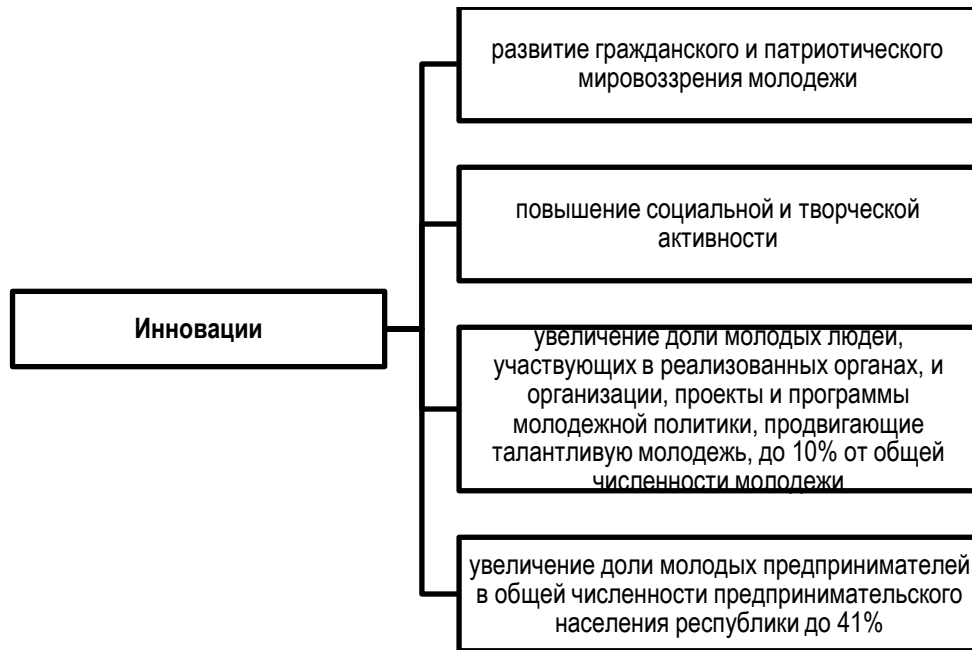 развитие гражданского и патриотического
мировоззрения молодежи
повышение социальной и творческой
активности
Инновации
увеличение доли молодых людей,
участвующих в реализованных органах, и
организации, проекты и программы
молодежной политики, продвигающие
талантливую молодежь, до 10% от общей
численности молодежи
увеличение доли молодых предпринимателей
в общей численности предпринимательского
населения республики до 41%